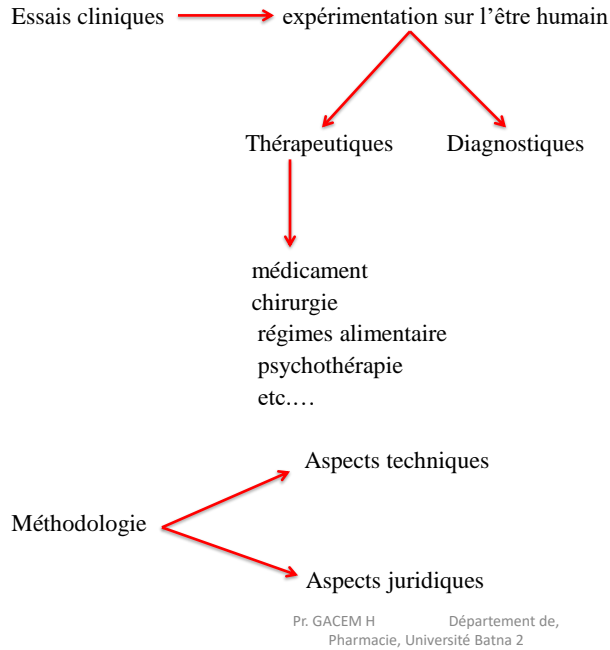 Essais cliniques expérimentation sur l'être humain
Thérapeutiques Diagnostiques
médicament
chirurgie
régimes alimentaire
psychothérapie
etc.…
Aspects techniques
Méthodologie
Aspects juridiques
Pr. GACEM H Département de,
Pharmacie, Université Batna 2